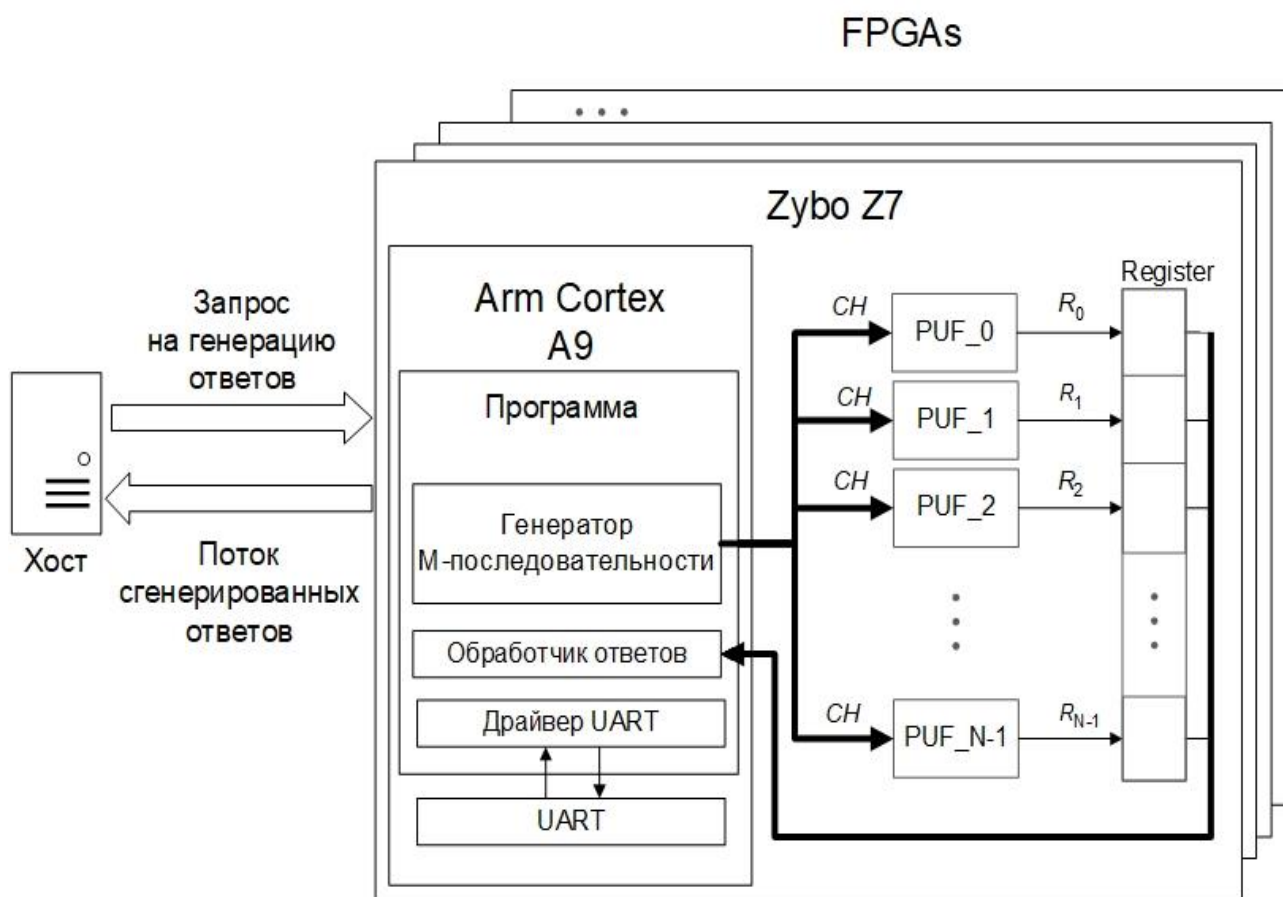 FPGAs
• • •
Zybo Z7
Arm Cortex
A9
Программа
Генератор
М-последовательности
Обработчик ответов
Драйвер UART
UART
Запрос
на генерацию
ответов
Хост
Поток
сгенерированных
ответов
Register
CH
PUF_0
R0
CH
PUF_1
R1
CH
PUF_2
R2
CH
PUF_N-1
RN-1